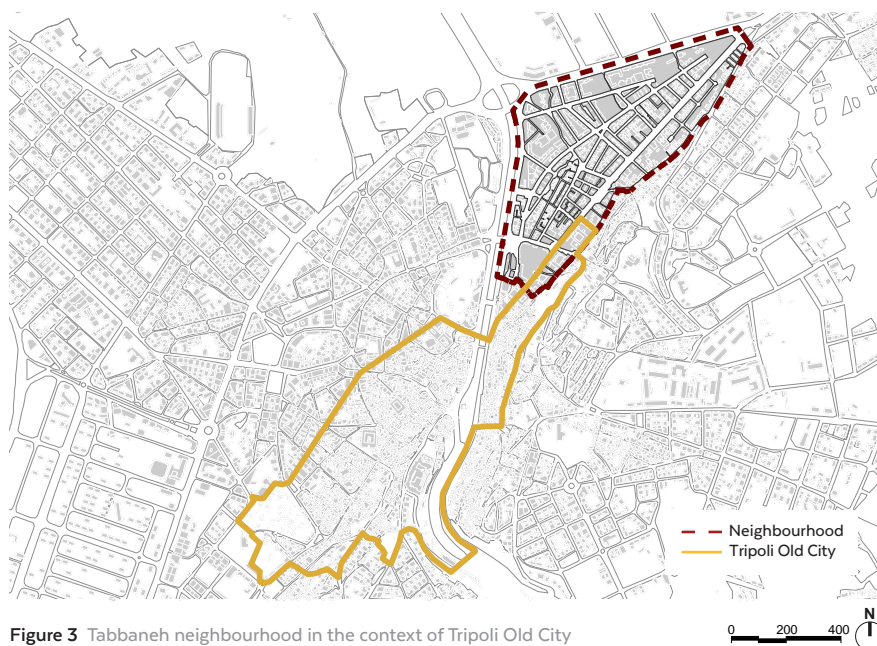 Neighbourhood
Tripoli Old City
Figure 3 Tabbaneh neighbourhood in the context of Tripoli Old City
0 200 400
N